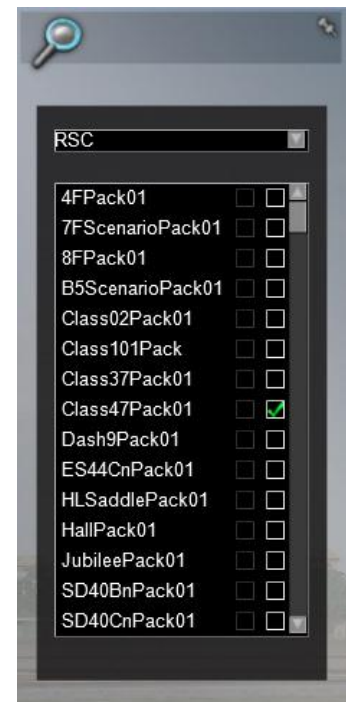 RSC
4FPack01
7FScenarioPack01
8FPack01
B5ScenarioPack01
Class02Pack01
Class101Pack
Class37Pack01
Class47Pack01
Dash9Pack01
ES44CnPack01
HLSaddlePack01
HallPack01
JubileePack01
SD40BnPack01
SD40CnPack01